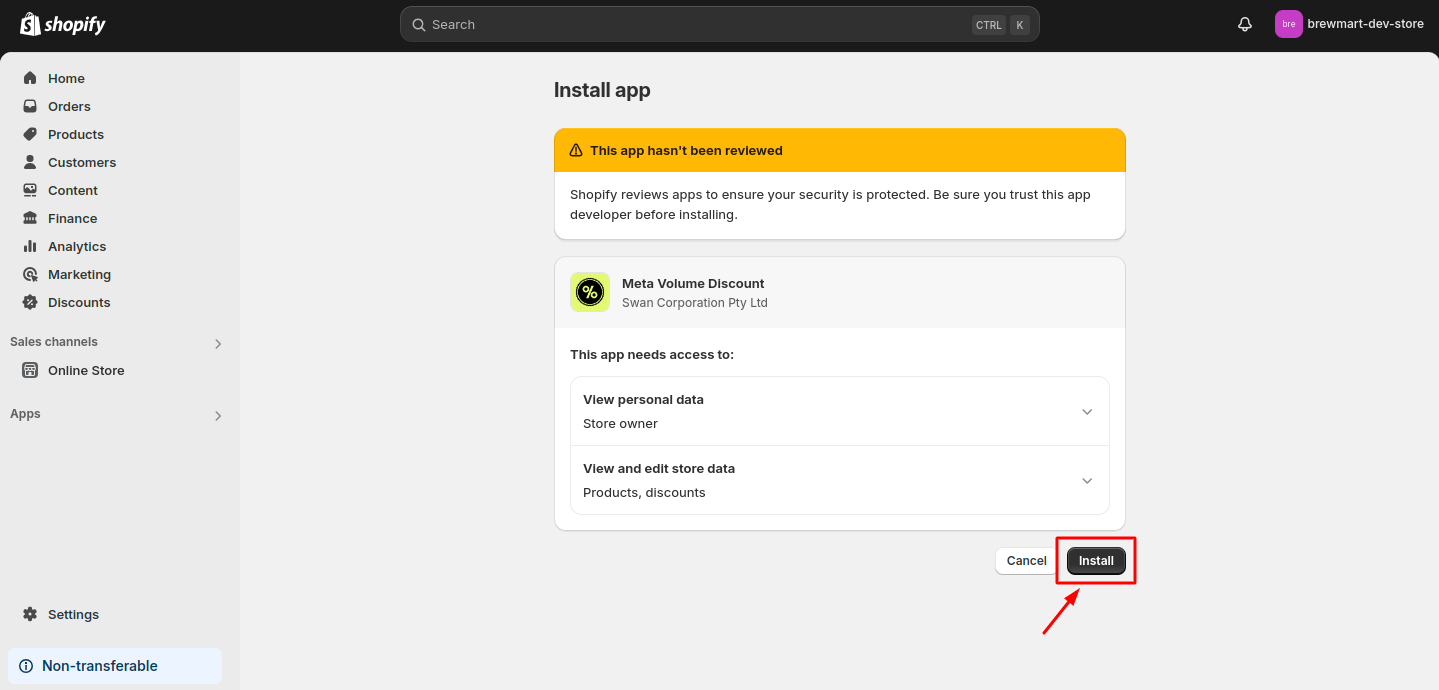 shopify
Search
CTRL K
bre
brewmart-dev-store
Home
Orders
Products
Customers
Content
Finance
Analytics
Marketing
Discounts
Sales channels
Online Store
Apps
Settings
Non-transferable
Install app
This app hasn't been reviewed
Shopify reviews apps to ensure your security is protected. Be sure you trust this app
developer before installing.
%
Meta Volume Discount
Swan Corporation Pty Ltd
This app needs access to:
View personal data
Store owner
View and edit store data
Products, discounts
Cancel
Install